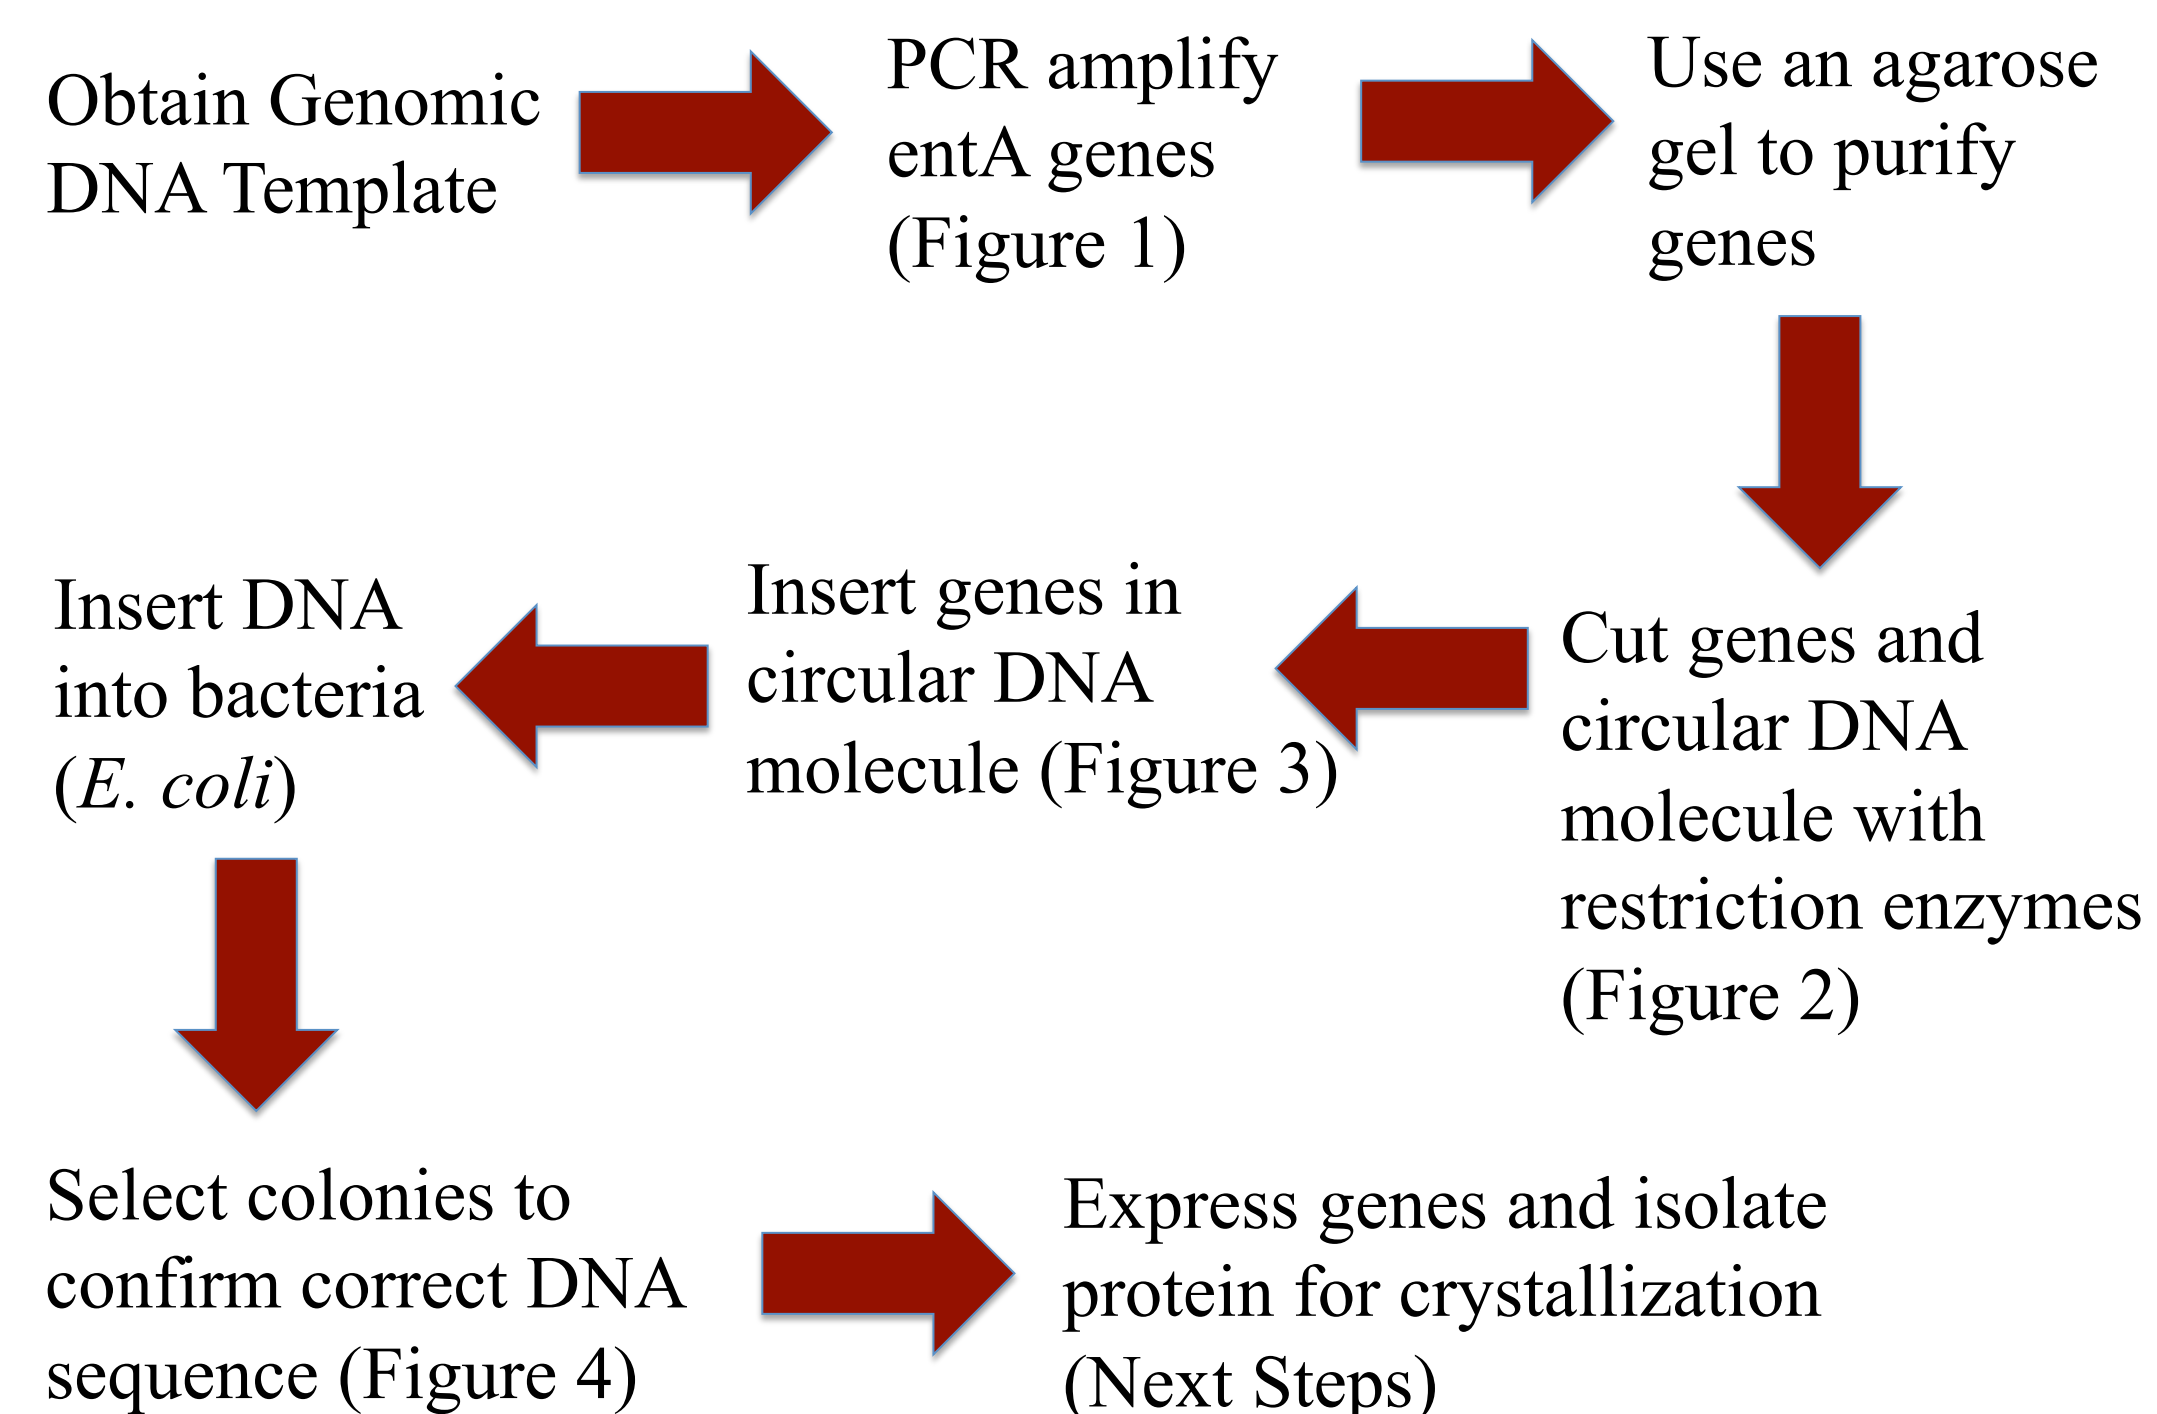 Obtain Genomic
DNA Template
PCR amplify
entA genes
(Figure 1)
Use an agarose
gel to purify
genes
Cut genes and
circular DNA
molecule with
restriction enzymes
(Figure 2)
Insert genes in
circular DNA
molecule (Figure 3)
Insert DNA
into bacteria
(E. coli)
Select colonies to
confirm correct DNA
sequence (Figure 4)
Express genes and isolate
protein for crystallization
(Next Steps)